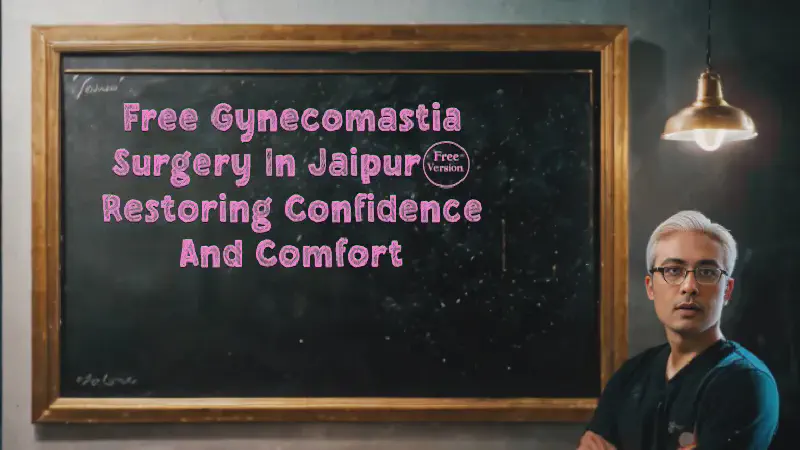 Free Gynecomastia
Surgery In Jaipur
Free
Version
Restoring Confidence
And Comfort